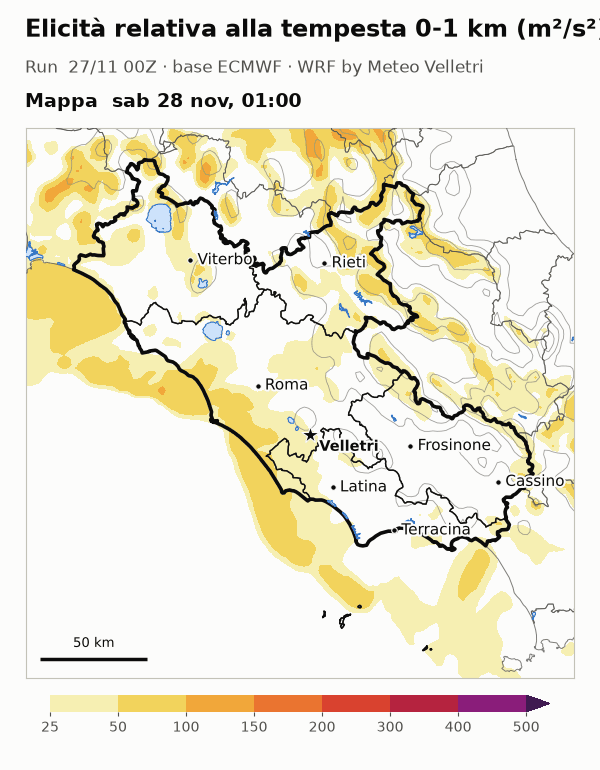 Elicità relativa alla tempesta 0-1 km (m²/s²)
Run 27/11 00Z · base ECMWF · WRF by Meteo Velletri
Mappa sab 28 nov, 01:00
Viterbo
Rieti
Roma
Velletri
Frosinone
Cassino
Latina
Terracina
50 km
25 50 100 150 200 300 400 500